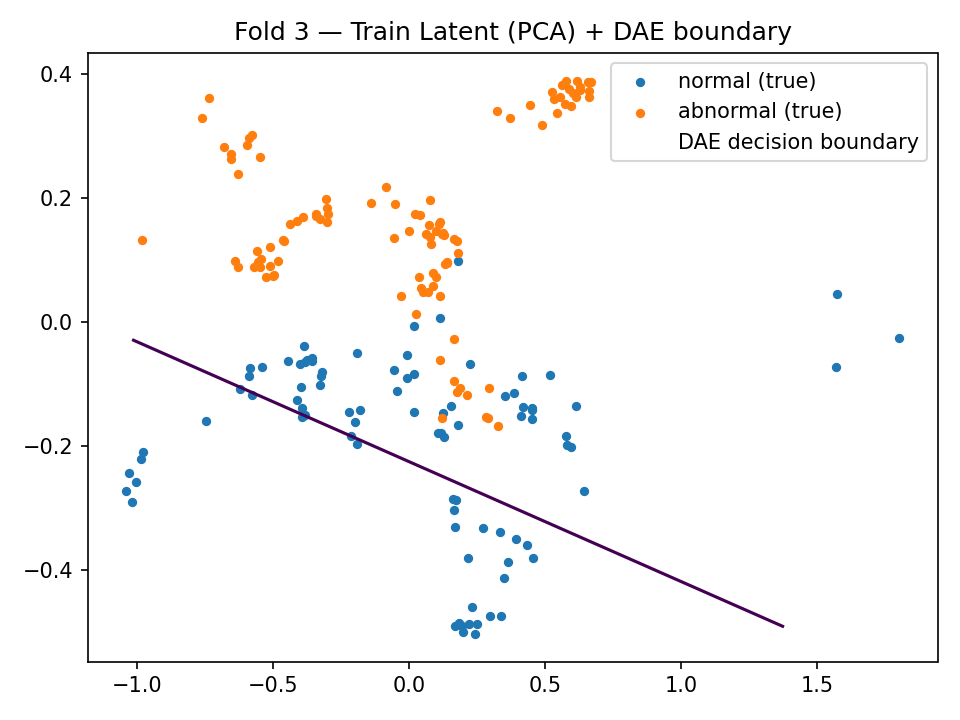 Fold 3 — Train Latent (PCA) + DAE boundary
normal (true)
abnormal (true)
DAE decision boundary
0.4
0.2
0.0
−0.2
−0.4
−1.0 −0.5 0.0 0.5 1.0 1.5